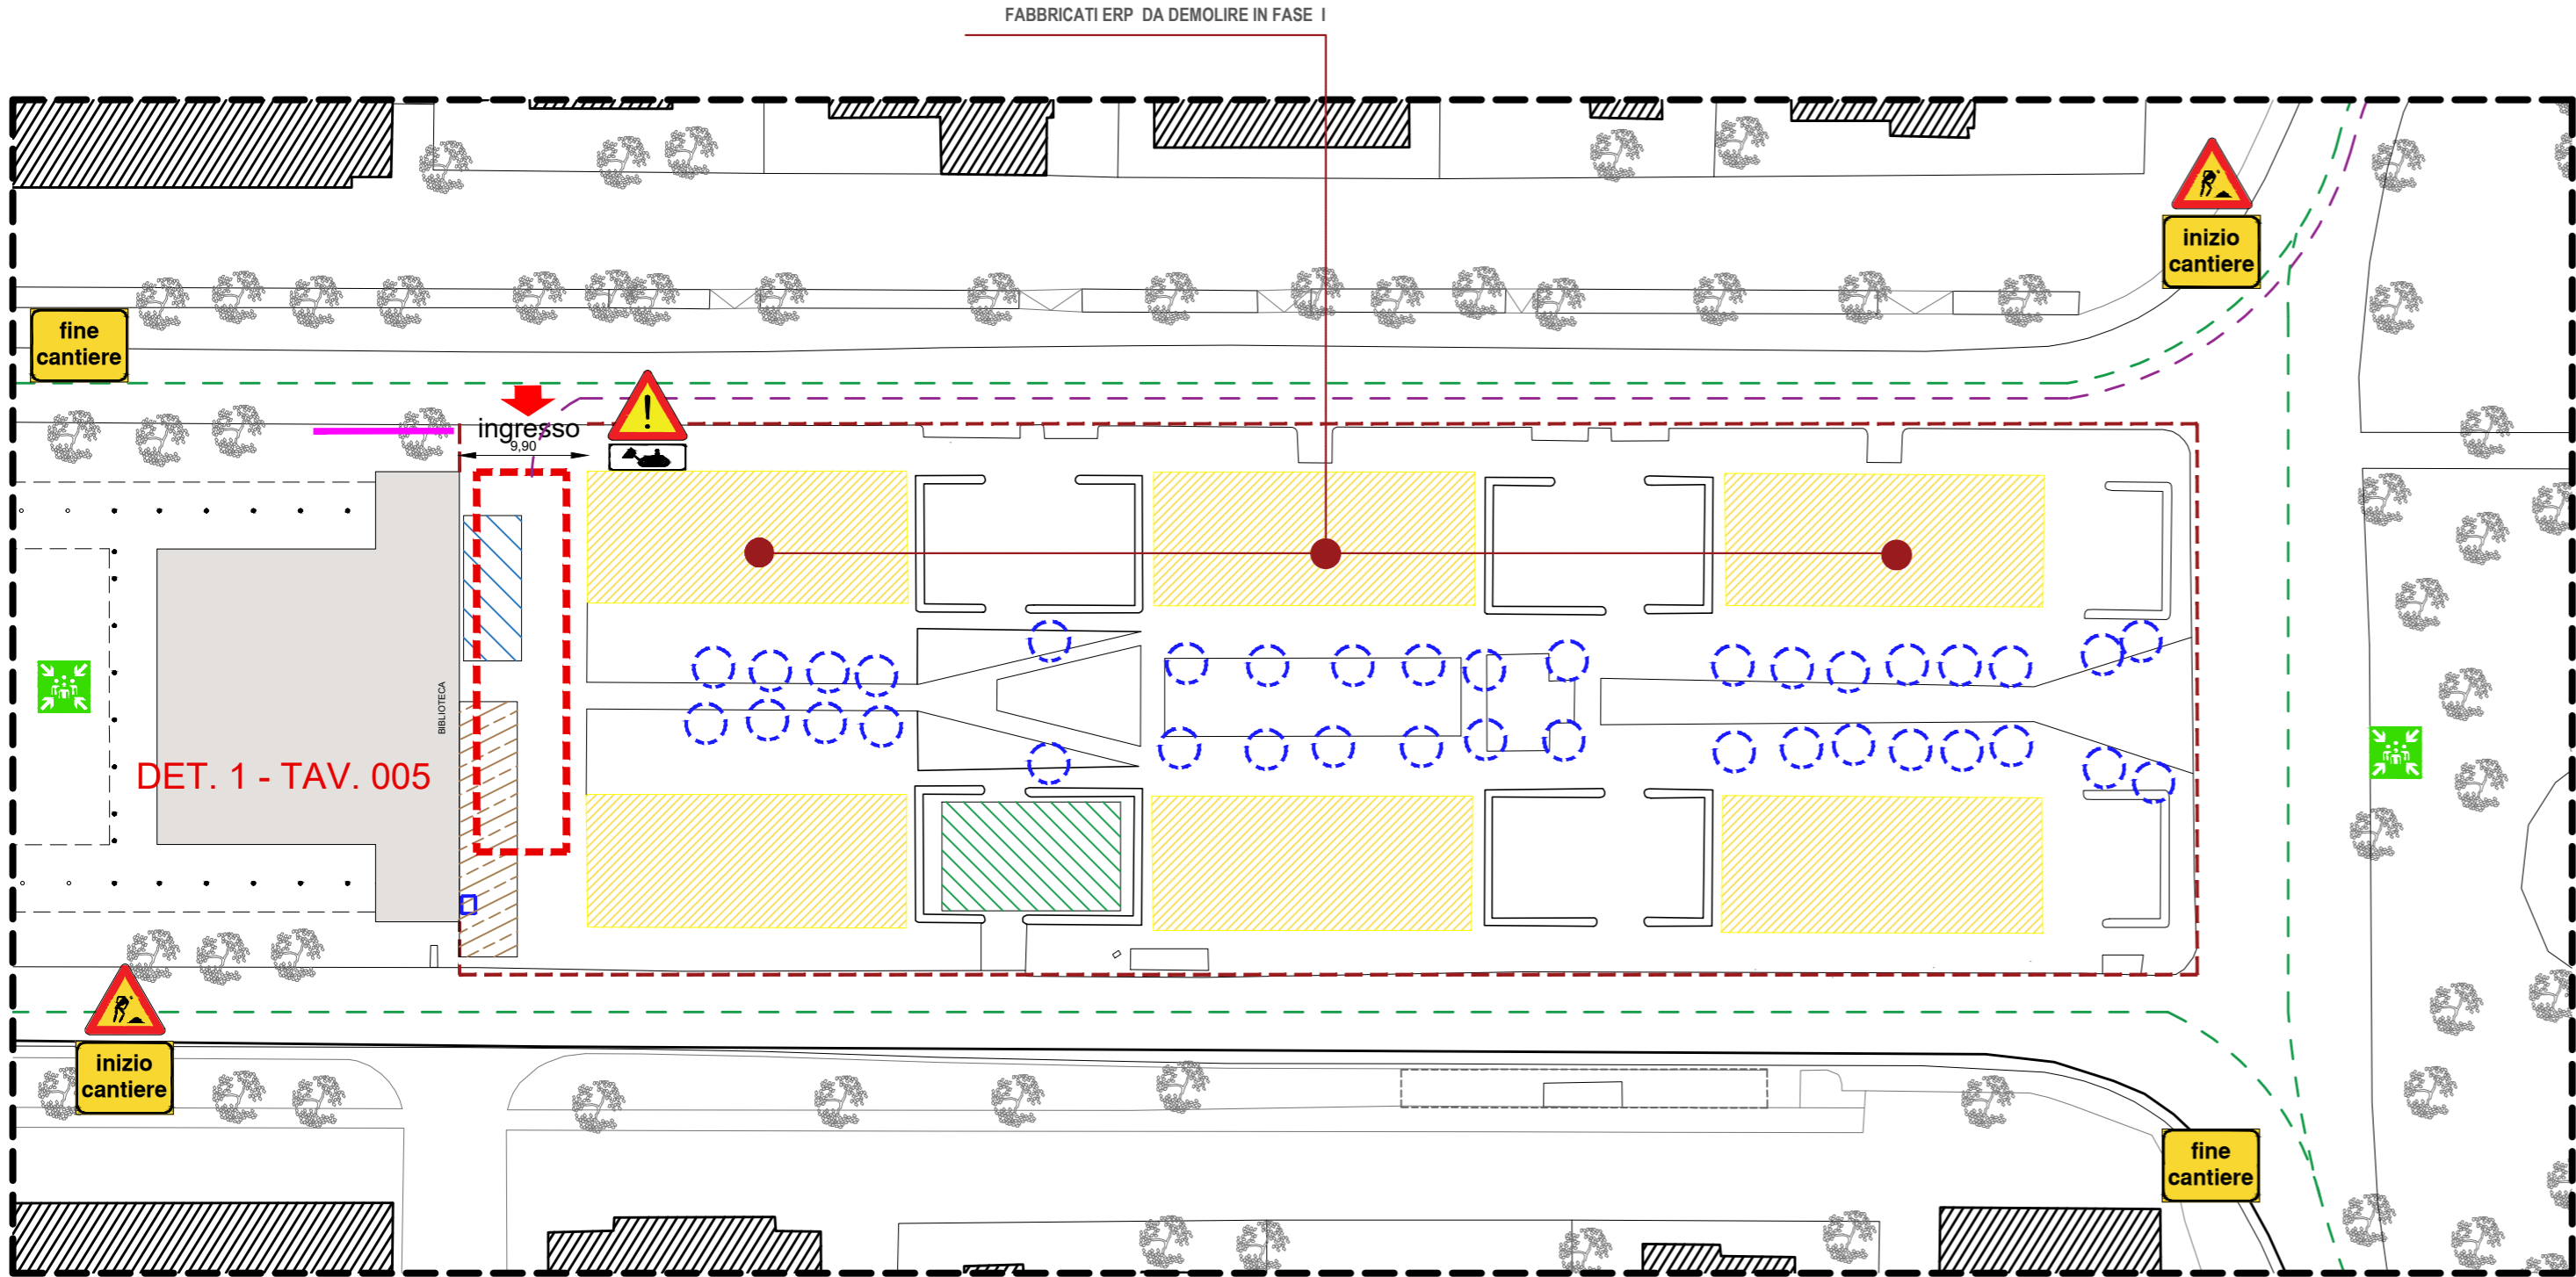 FABBRICATI ERP DA DEMOLIRE IN FASE I
inizio
cantiere
fine
cantiere
ingresso
9,90
BIBLIOTECA
DET. 1 - TAV. 005
inizio
cantiere
fine
cantiere